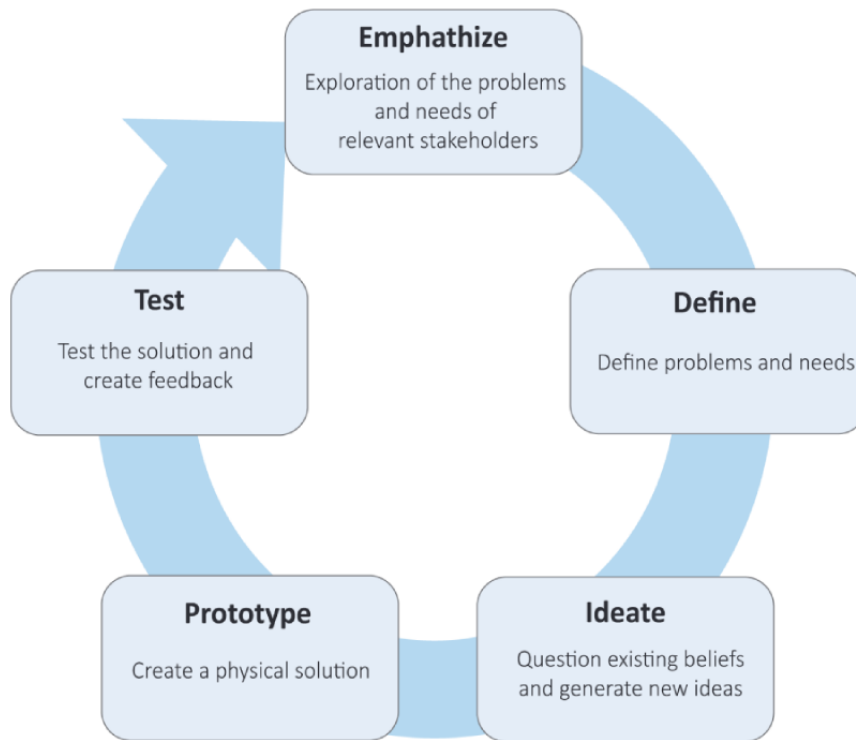 Emphathize
Exploration of the problems
and needs of
relevant stakeholders
Define
Define problems and needs
Ideate
Question existing beliefs
and generate new ideas
Prototype
Create a physical solution
Test
Test the solution and
create feedback